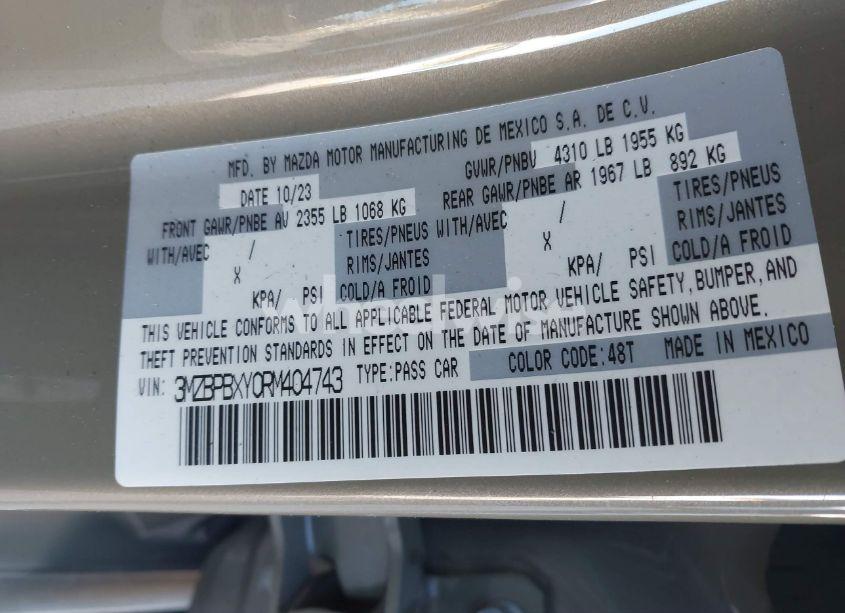 MFD. BY MAZDA MOTOR MANUFACTURING DE MEXICO S.A. DE C.V.
DATE 10/23 GVWR/PNBV 4310 LB 1955 KG
FRONT GAWR/PNBE AV 2355 LB 1068 KG REAR GAWR/PNBE AR 1967 LB 892 KG
WITH/AVEC / TIRES/PNEUS WITH/AVEC / TIRES/PNEUS
X RIMS/JANTES X RIMS/JANTES
KPA/ PSI COLD/A FROID KPA/ PSI COLD/A FROID
THIS VEHICLE CONFORMS TO ALL APPLICABLE FEDERAL MOTOR VEHICLE SAFETY, BUMPER, AND
THEFT PREVENTION STANDARDS IN EFFECT ON THE DATE OF MANUFACTURE SHOWN ABOVE.
VIN: 3MZBPBXY0RM404743 TYPE:PASS CAR COLOR CODE:48T MADE IN MEXICO
wheelwise